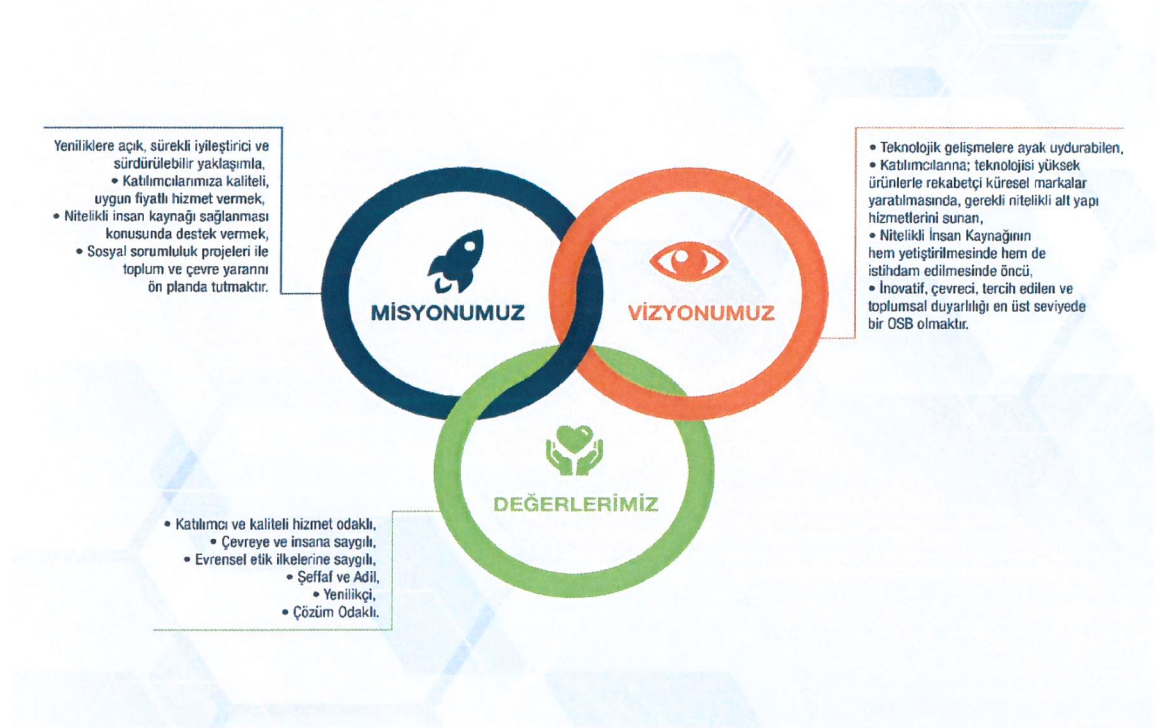 Yeniliklere açık, sürekli iyileştirici ve
sürdürülebilir yaklaşımla,
• Katılımcılarımıza kaliteli,
uygun fiyatlı hizmet vermek,
• Nitelikli insan kaynağı sağlanması
konusunda destek vermek,
• Sosyal sorumluluk projeleri ile
toplum ve çevre yararını
ön planda tutmaktır.
MİSYONUMUZ
VİZYONUMUZ
• Teknolojik gelişmelere ayak uydurabilen,
• Katılımcılarına; teknolojisi yüksek
ürünlerle rekabetçi küresel markalar
yaratılmasında, gerekli nitelikli alt yapı
hizmetlerini sunan,
• Nitelikli İnsan Kaynağının
hem yetiştirilmesinde hem de
istihdam edilmesinde öncü,
• İnovatif, çevreci, tercih edilen ve
toplumsal duyarlılığı en üst seviyede
bir OSB olmaktır.
DEĞERLERİMİZ
• Katılımcı ve kaliteli hizmet odaklı,
• Çevreye ve insana saygılı,
• Evrensel etik ilkelerine saygılı,
• Şeffaf ve Adil,
• Yenilikçi,
• Çözüm Odaklı.